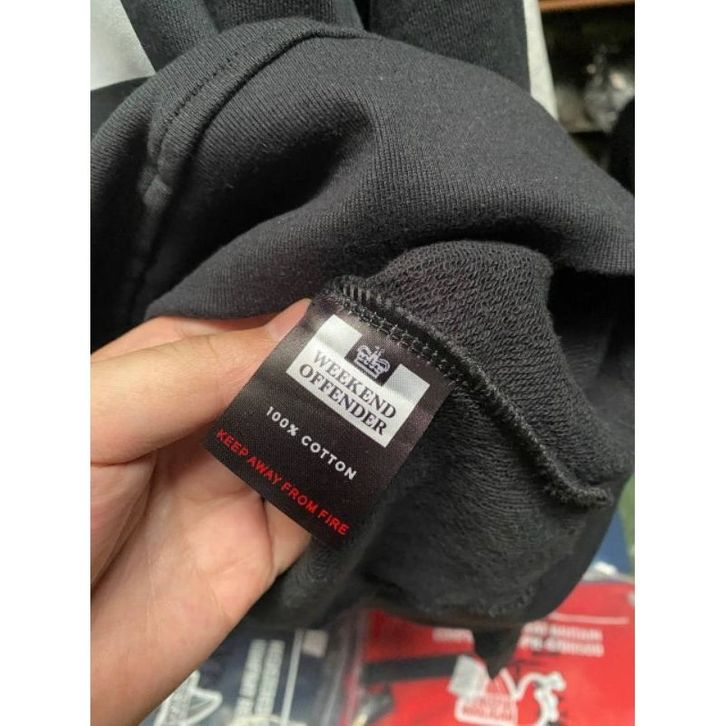 WEEKEND
OFFENDER
100% COTTON
KEEP AWAY FROM FIRE